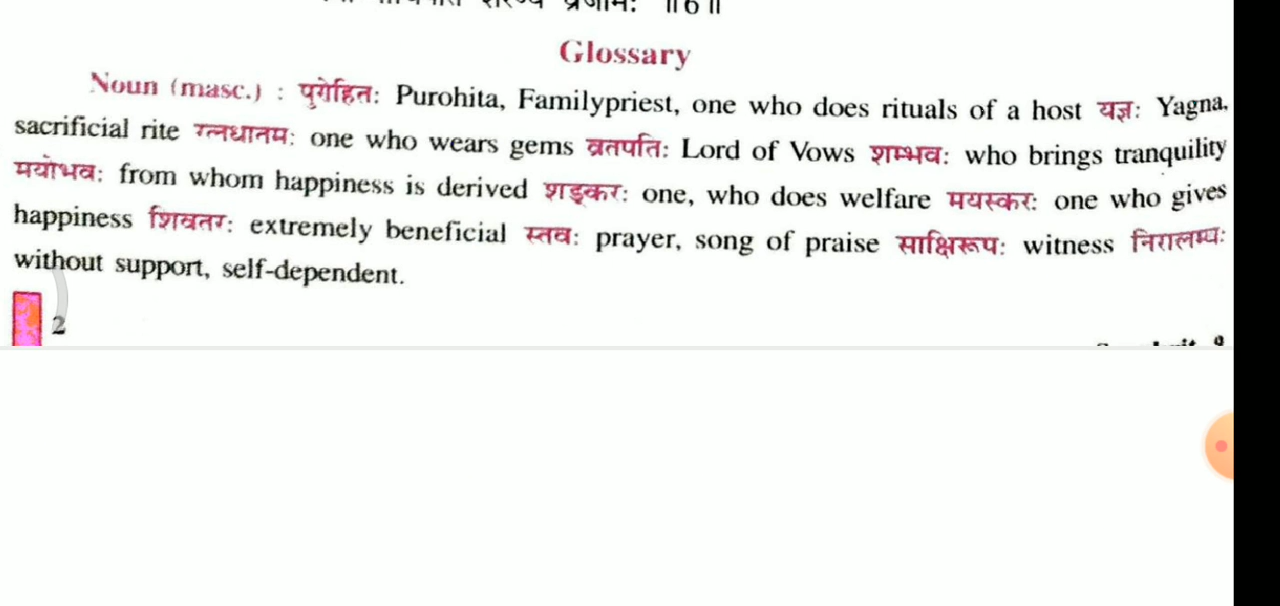 व्रजामः ॥6॥
Glossary
Noun (masc.) : पुरोहितः Purohita, Familypriest, one who does rituals of a host यज्ञः Yagna,
sacrificial rite रत्नधातमः one who wears gems व्रतपतिः Lord of Vows शम्भवः who brings tranquility
मयोभवः from whom happiness is derived शङ्करः one, who does welfare मयस्करः one who gives
happiness शिवतरः extremely beneficial स्तवः prayer, song of praise साक्षिरूपः witness निरालम्बः
without support, self-dependent.
2